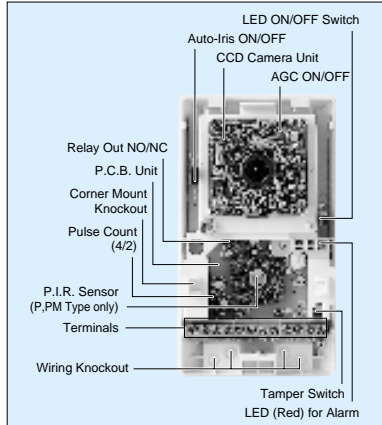 LED ON/OFF Switch
Auto-Iris ON/OFF
CCD Camera Unit
AGC ON/OFF
Relay Out NO/NC
P.C.B. Unit
Corner Mount
Knockout
Pulse Count
(4/2)
P.I.R. Sensor
(P,PM Type only)
Terminals
Wiring Knockout
Tamper Switch
LED (Red) for Alarm